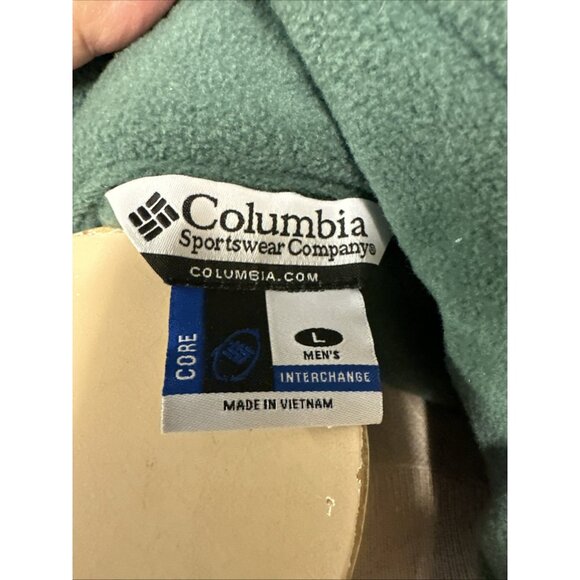 Columbia
Sportswear Company®
COLUMBIA.COM
CORE
L
MEN'S
INTERCHANGE
MADE IN VIETNAM